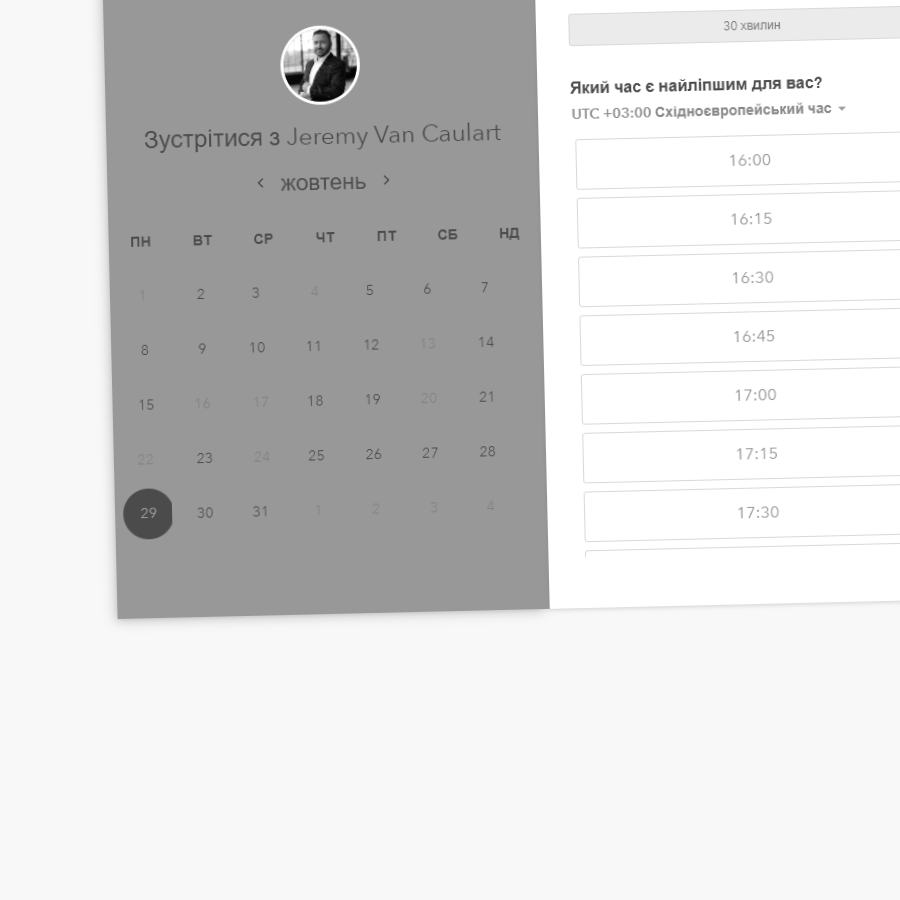 Зустрітися з Jeremy Van Caulart
жовтень
ПН ВТ СР ЧТ ПТ СБ НД
1 2 3 4 5 6 7
8 9 10 11 12 13 14
15 16 17 18 19 20 21
22 23 24 25 26 27 28
29 30 31 1 2 3 4
30 хвилин
Який час є найліпшим для вас?
UTC +03:00 Східноєвропейський час
16:00
16:15
16:30
16:45
17:00
17:15
17:30